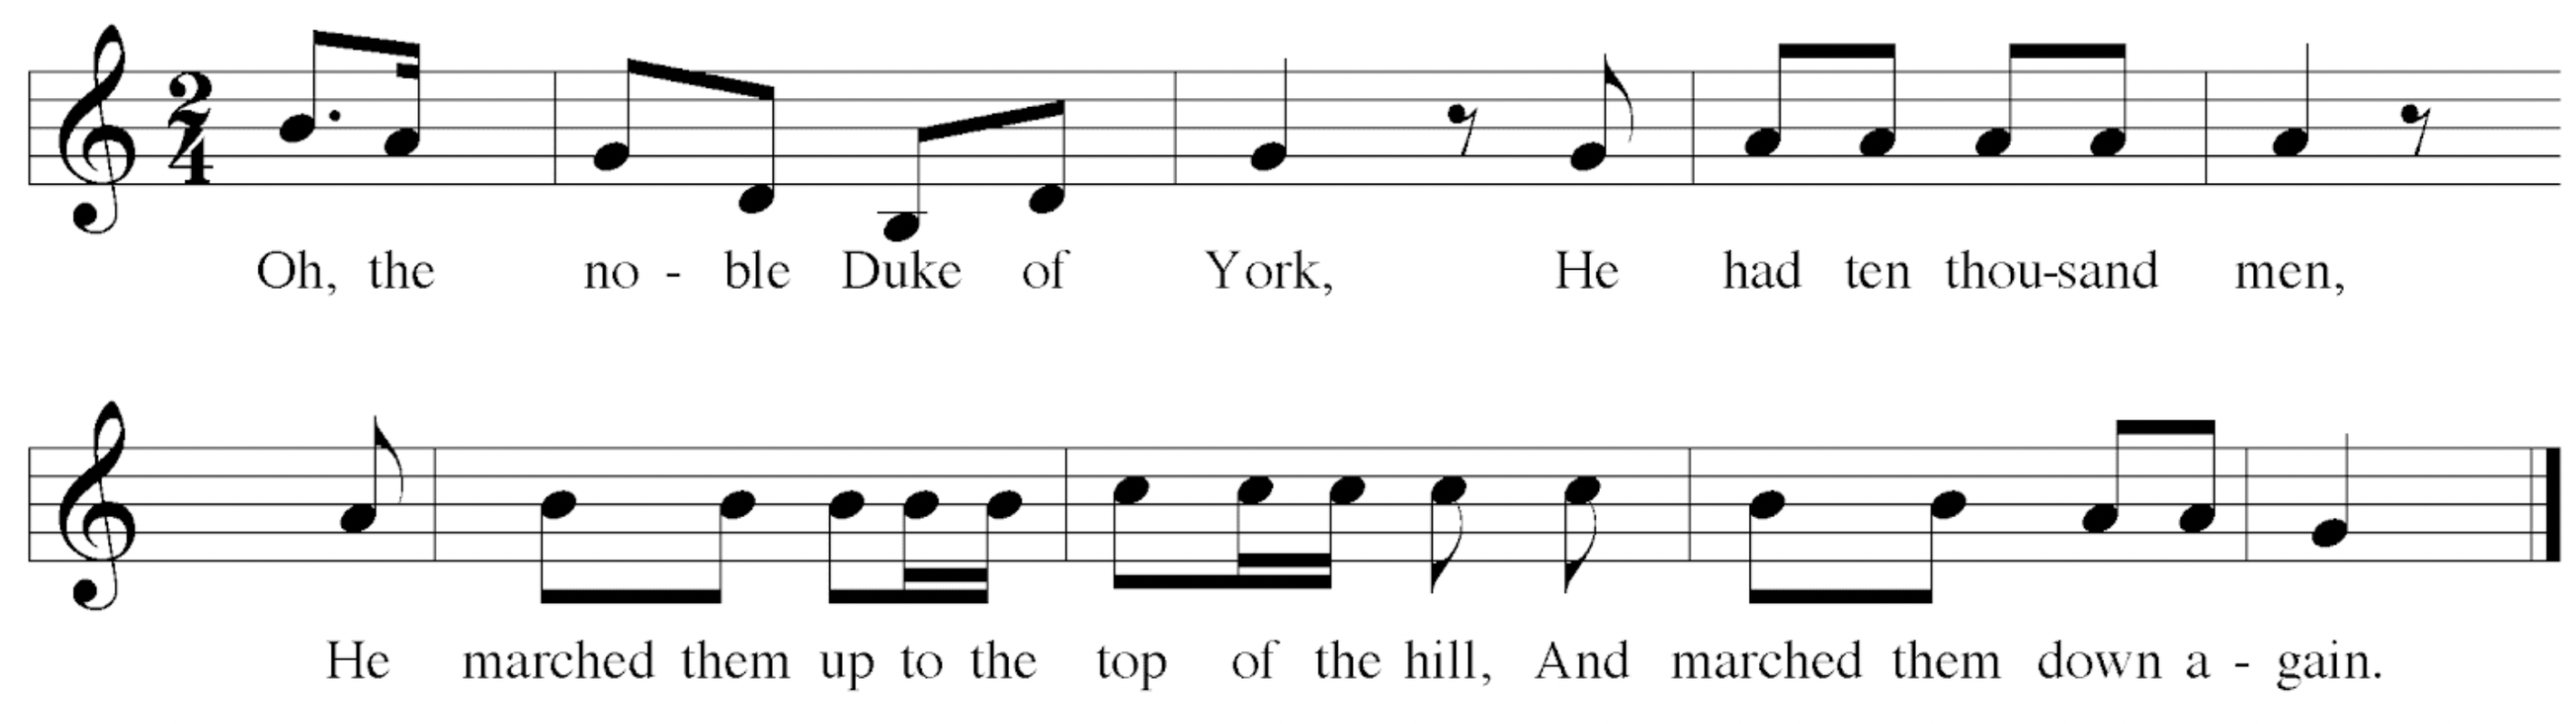 2
4
Oh, the no - ble Duke of York, He had ten thou-sand men,
He marched them up to the top of the hill, And marched them down a - gain.